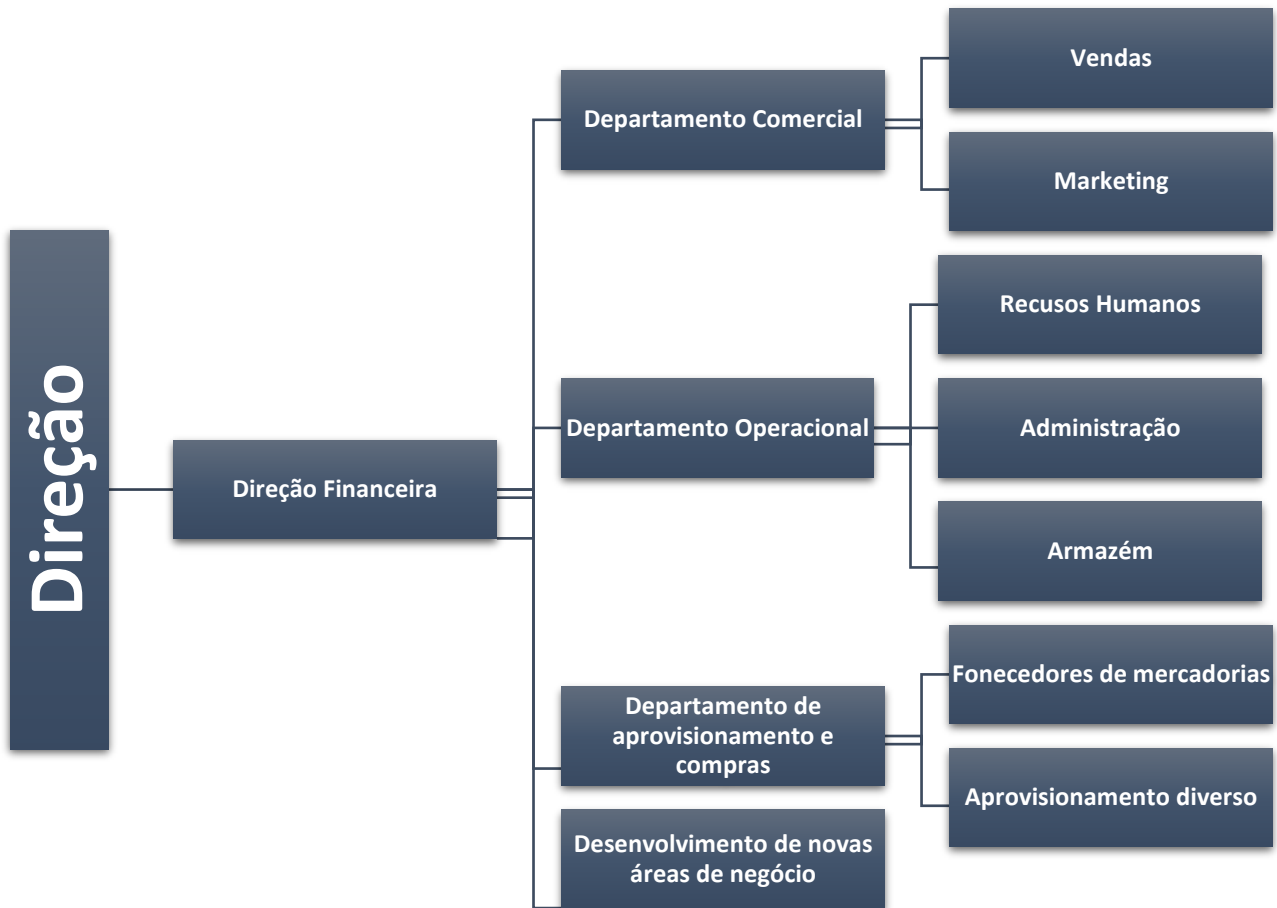 Direção
Direção Financeira
Departamento Comercial
Vendas
Marketing
Departamento Operacional
Recusos Humanos
Administração
Armazém
Departamento de
aprovisionamento e
compras
Fonecedores de mercadorias
Aprovisionamento diverso
Desenvolvimento de novas
áreas de negócio